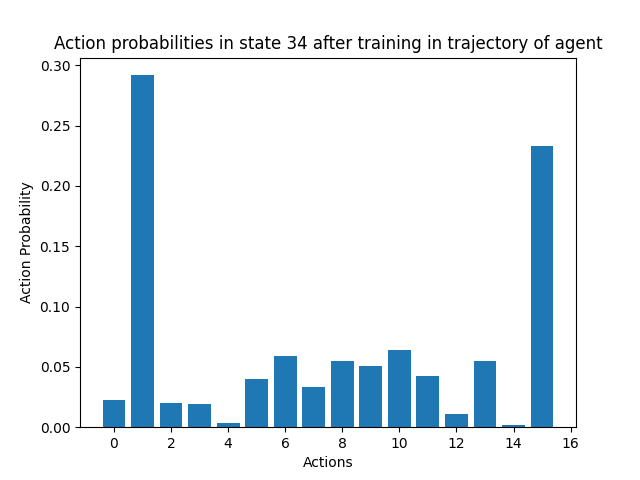 Action probabilities in state 34 after training in trajectory of agent
0.30
0.25
0.20
0.15
0.10
0.05
0.00
Action Probability
0 2 4 6 8 10 12 14 16
Actions